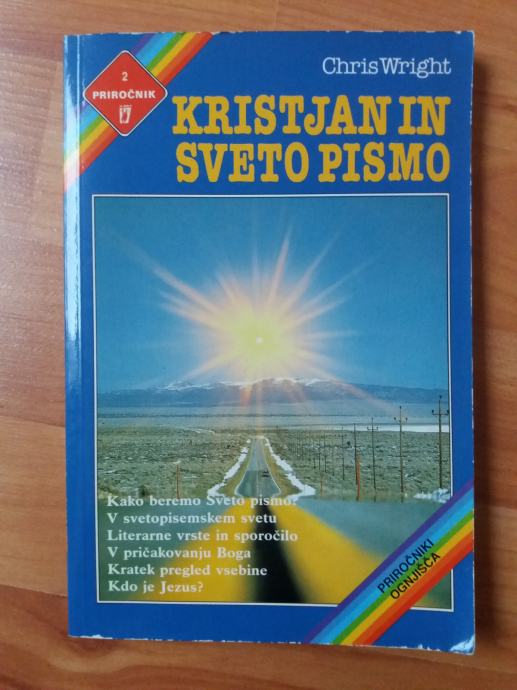 2
PRIROČNIK
Chris Wright
KRISTJAN IN
SVETO PISMO
Kako beremo Sveto pismo?
V svetopisemskem svetu
Literarne vrste in sporočilo
V pričakovanju Boga
Kratek pregled vsebine
Kdo je Jezus?
PRIROČNIKI
OGNJIŠČA